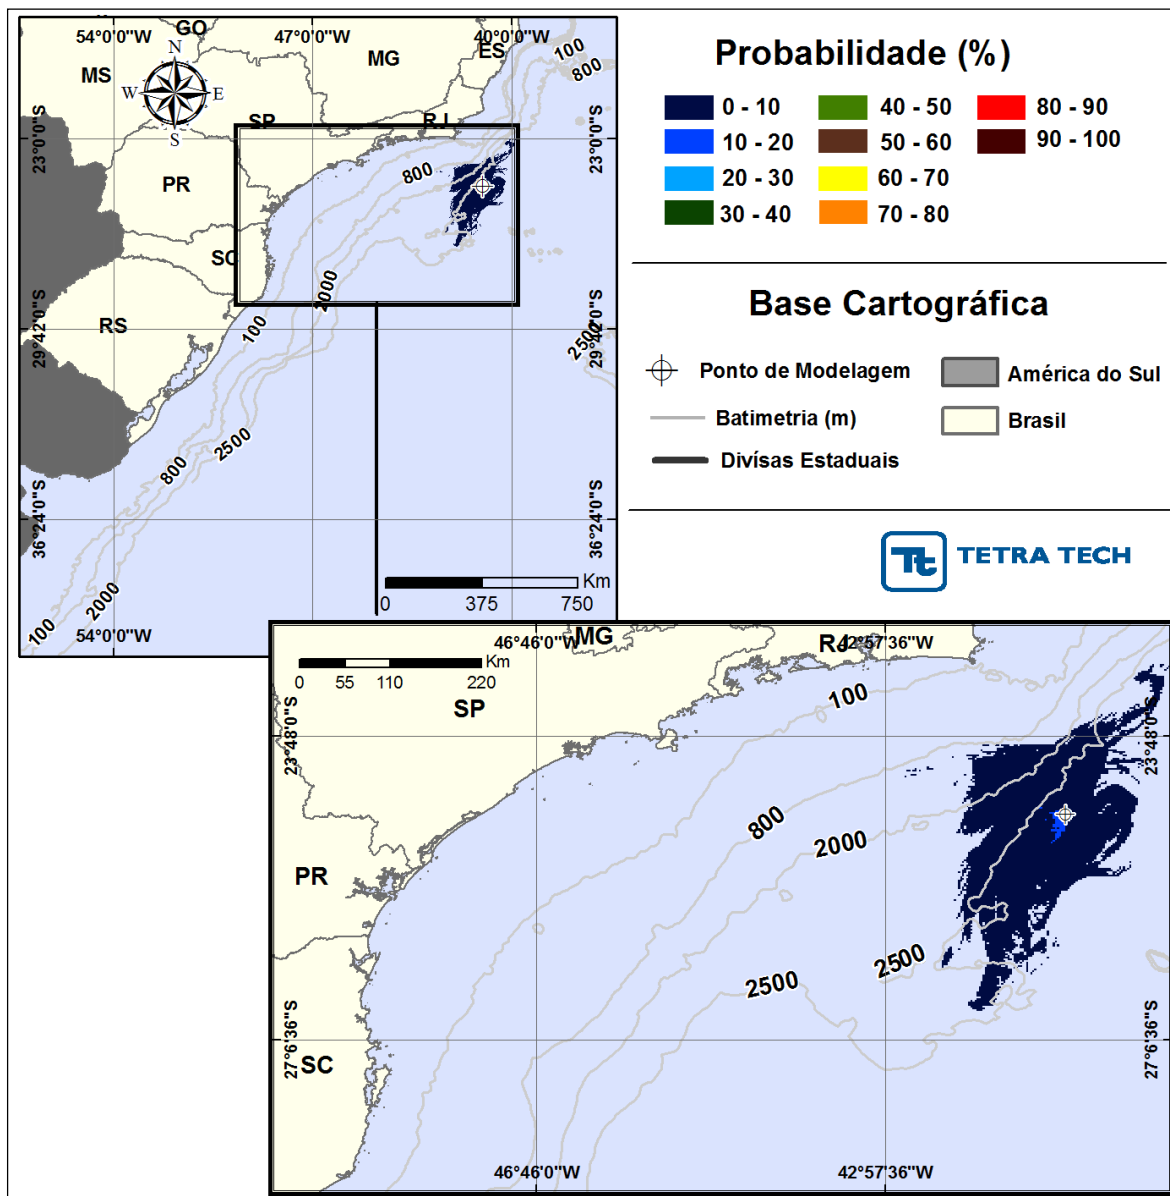 GO
54°0'0"W
47°0'0"W
40°0'0"W
N
W
E
S
MS
MG
ES
100
800
SP
RJ
23°0'0"S
23°0'0"S
PR
800
SC
2000
100
RS
29°42'0"S
29°42'0"S
2500
2500
800
36°24'0"S
36°24'0"S
2000
100
54°0'0"W
Km
0 375 750
Probabilidade (%)
0 - 10
40 - 50
80 - 90
10 - 20
50 - 60
90 - 100
20 - 30
60 - 70
30 - 40
70 - 80
Base Cartográfica
Ponto de Modelagem
América do Sul
Batimetria (m)
Brasil
Divísas Estaduais
Tt TETRA TECH
46°46'0"W
MG
RJ
42°57'36"W
Km
0 55 110 220
SP
100
23°48'0"S
23°48'0"S
800
2000
PR
2500
2500
27°6'36"S
27°6'36"S
SC
46°46'0"W
42°57'36"W